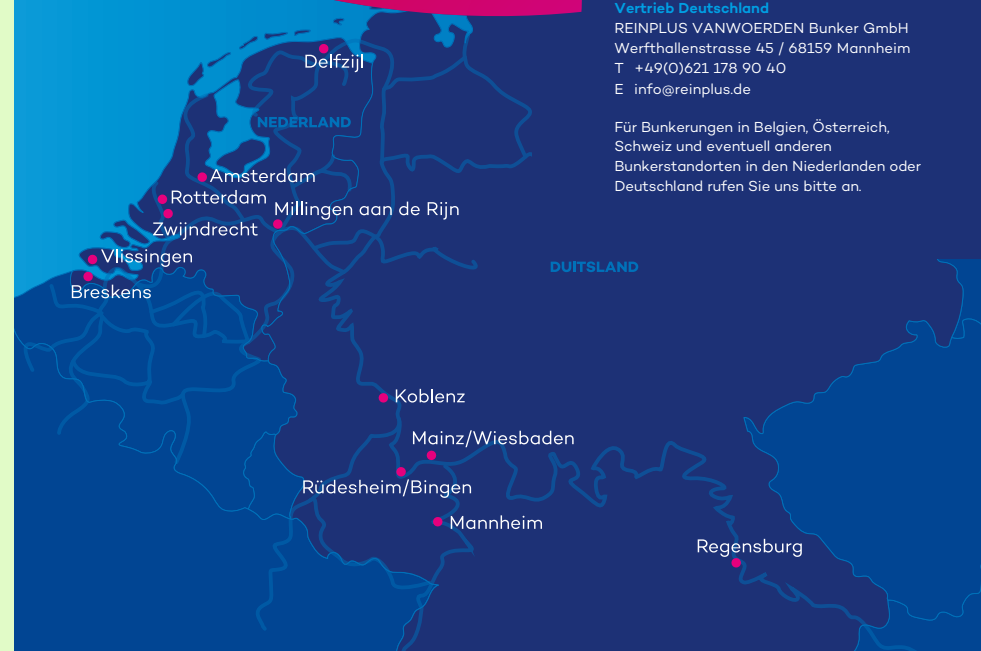 Vertrieb Deutschland
REINPLUS VANWOERDEN Bunker GmbH
Werfthallenstrasse 45 / 68159 Mannheim
T +49(0)621 178 90 40
E info@reinplus.de
Für Bunkerungen in Belgien, Österreich,
Schweiz und eventuell anderen
Bunkerstandorten in den Niederlanden oder
Deutschland rufen Sie uns bitte an.
Delfzijl
NEDERLAND
Amsterdam
Rotterdam
Millingen aan de Rijn
Zwijndrecht
Vlissingen
DUITSLAND
Breskens
Koblenz
Mainz/Wiesbaden
Rüdesheim/Bingen
Mannheim
Regensburg